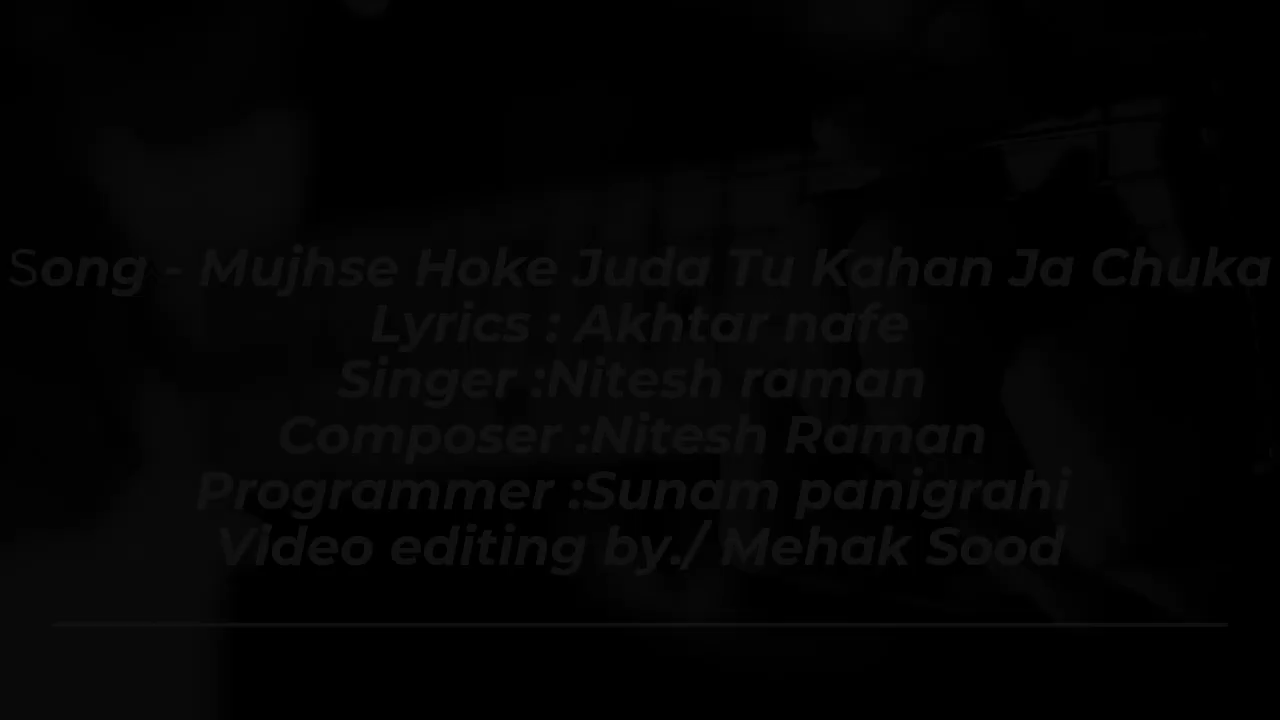 Song - Mujhse Hoke Juda Tu Kahan Ja Chuka
Lyrics : Akhtar nafe
Singer :Nitesh raman
Composer :Nitesh Raman
Programmer :Sunam panigrahi
Video editing by./ Mehak Sood